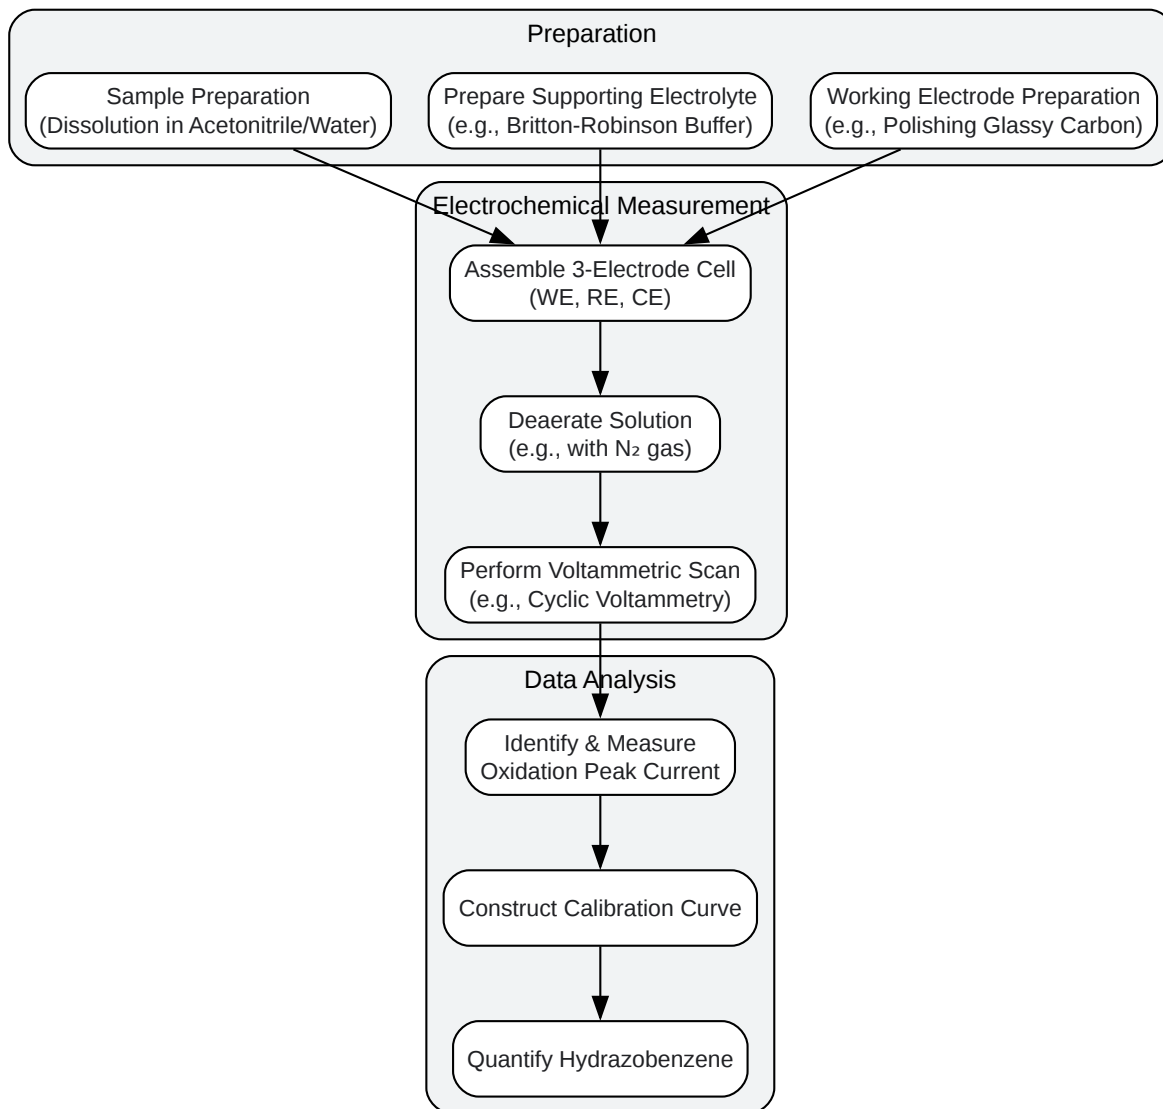 Preparation
Sample Preparation
(Dissolution in Acetonitrile/Water)
Prepare Supporting Electrolyte
(e.g., Britton-Robinson Buffer)
Working Electrode Preparation
(e.g., Polishing Glassy Carbon)
Electrochemical Measurement
Assemble 3-Electrode Cell
(WE, RE, CE)
Deaerate Solution
(e.g., with N₂ gas)
Perform Voltammetric Scan
(e.g., Cyclic Voltammetry)
Data Analysis
Identify & Measure
Oxidation Peak Current
Construct Calibration Curve
Quantify Hydrazobenzene